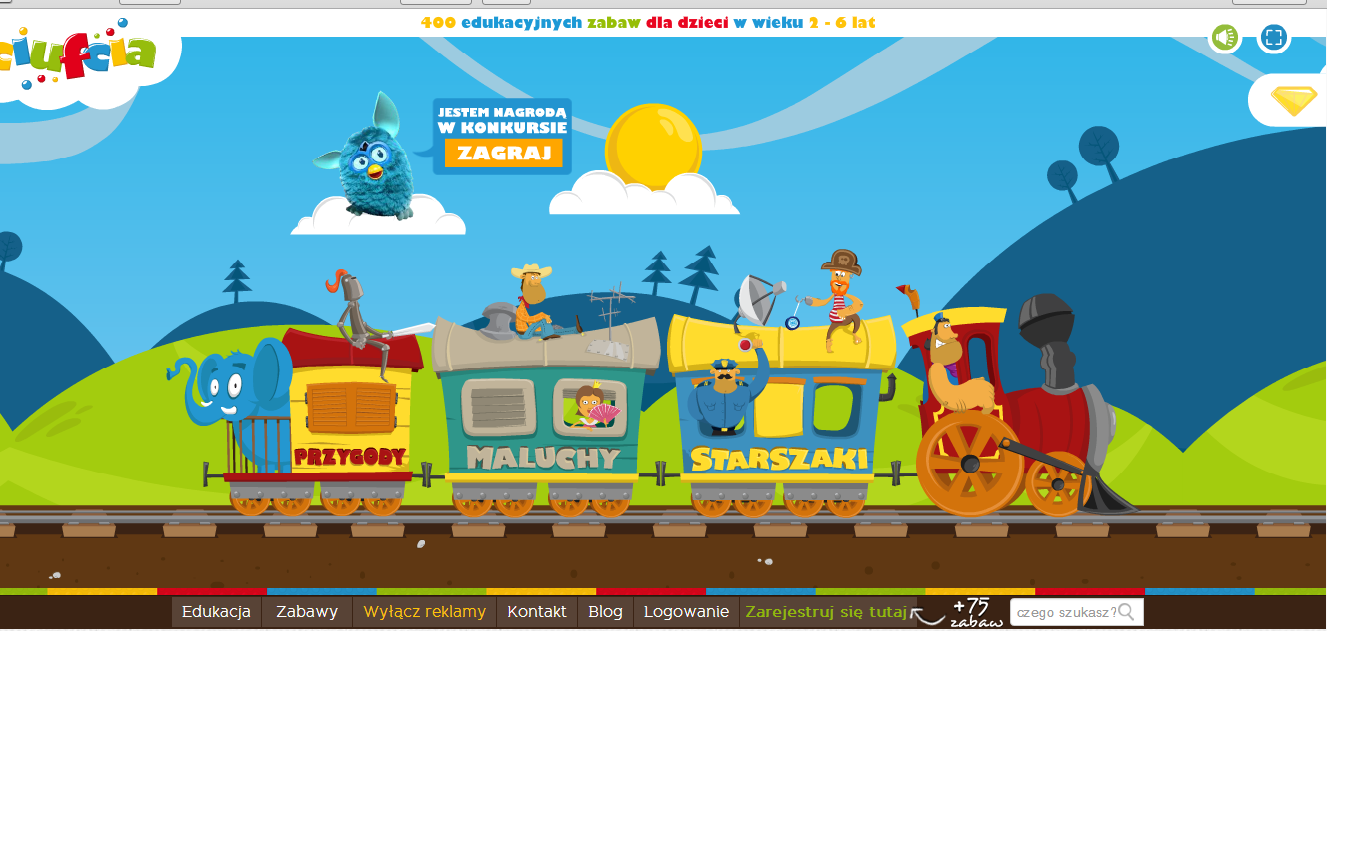 400 edukacyjnych zabaw dla dzieci w wieku 2 - 6 lat
ciufcia
JESTEM NAGRODĄ
W KONKURSIE
ZAGRAJ
PRZYGODY
MALUCHY
STARSZAKI
Edukacja
Zabawy
Wyłącz reklamy
Kontakt
Blog
Logowanie
Zarejestruj się tutaj
+75
zabaw
czego szukasz?